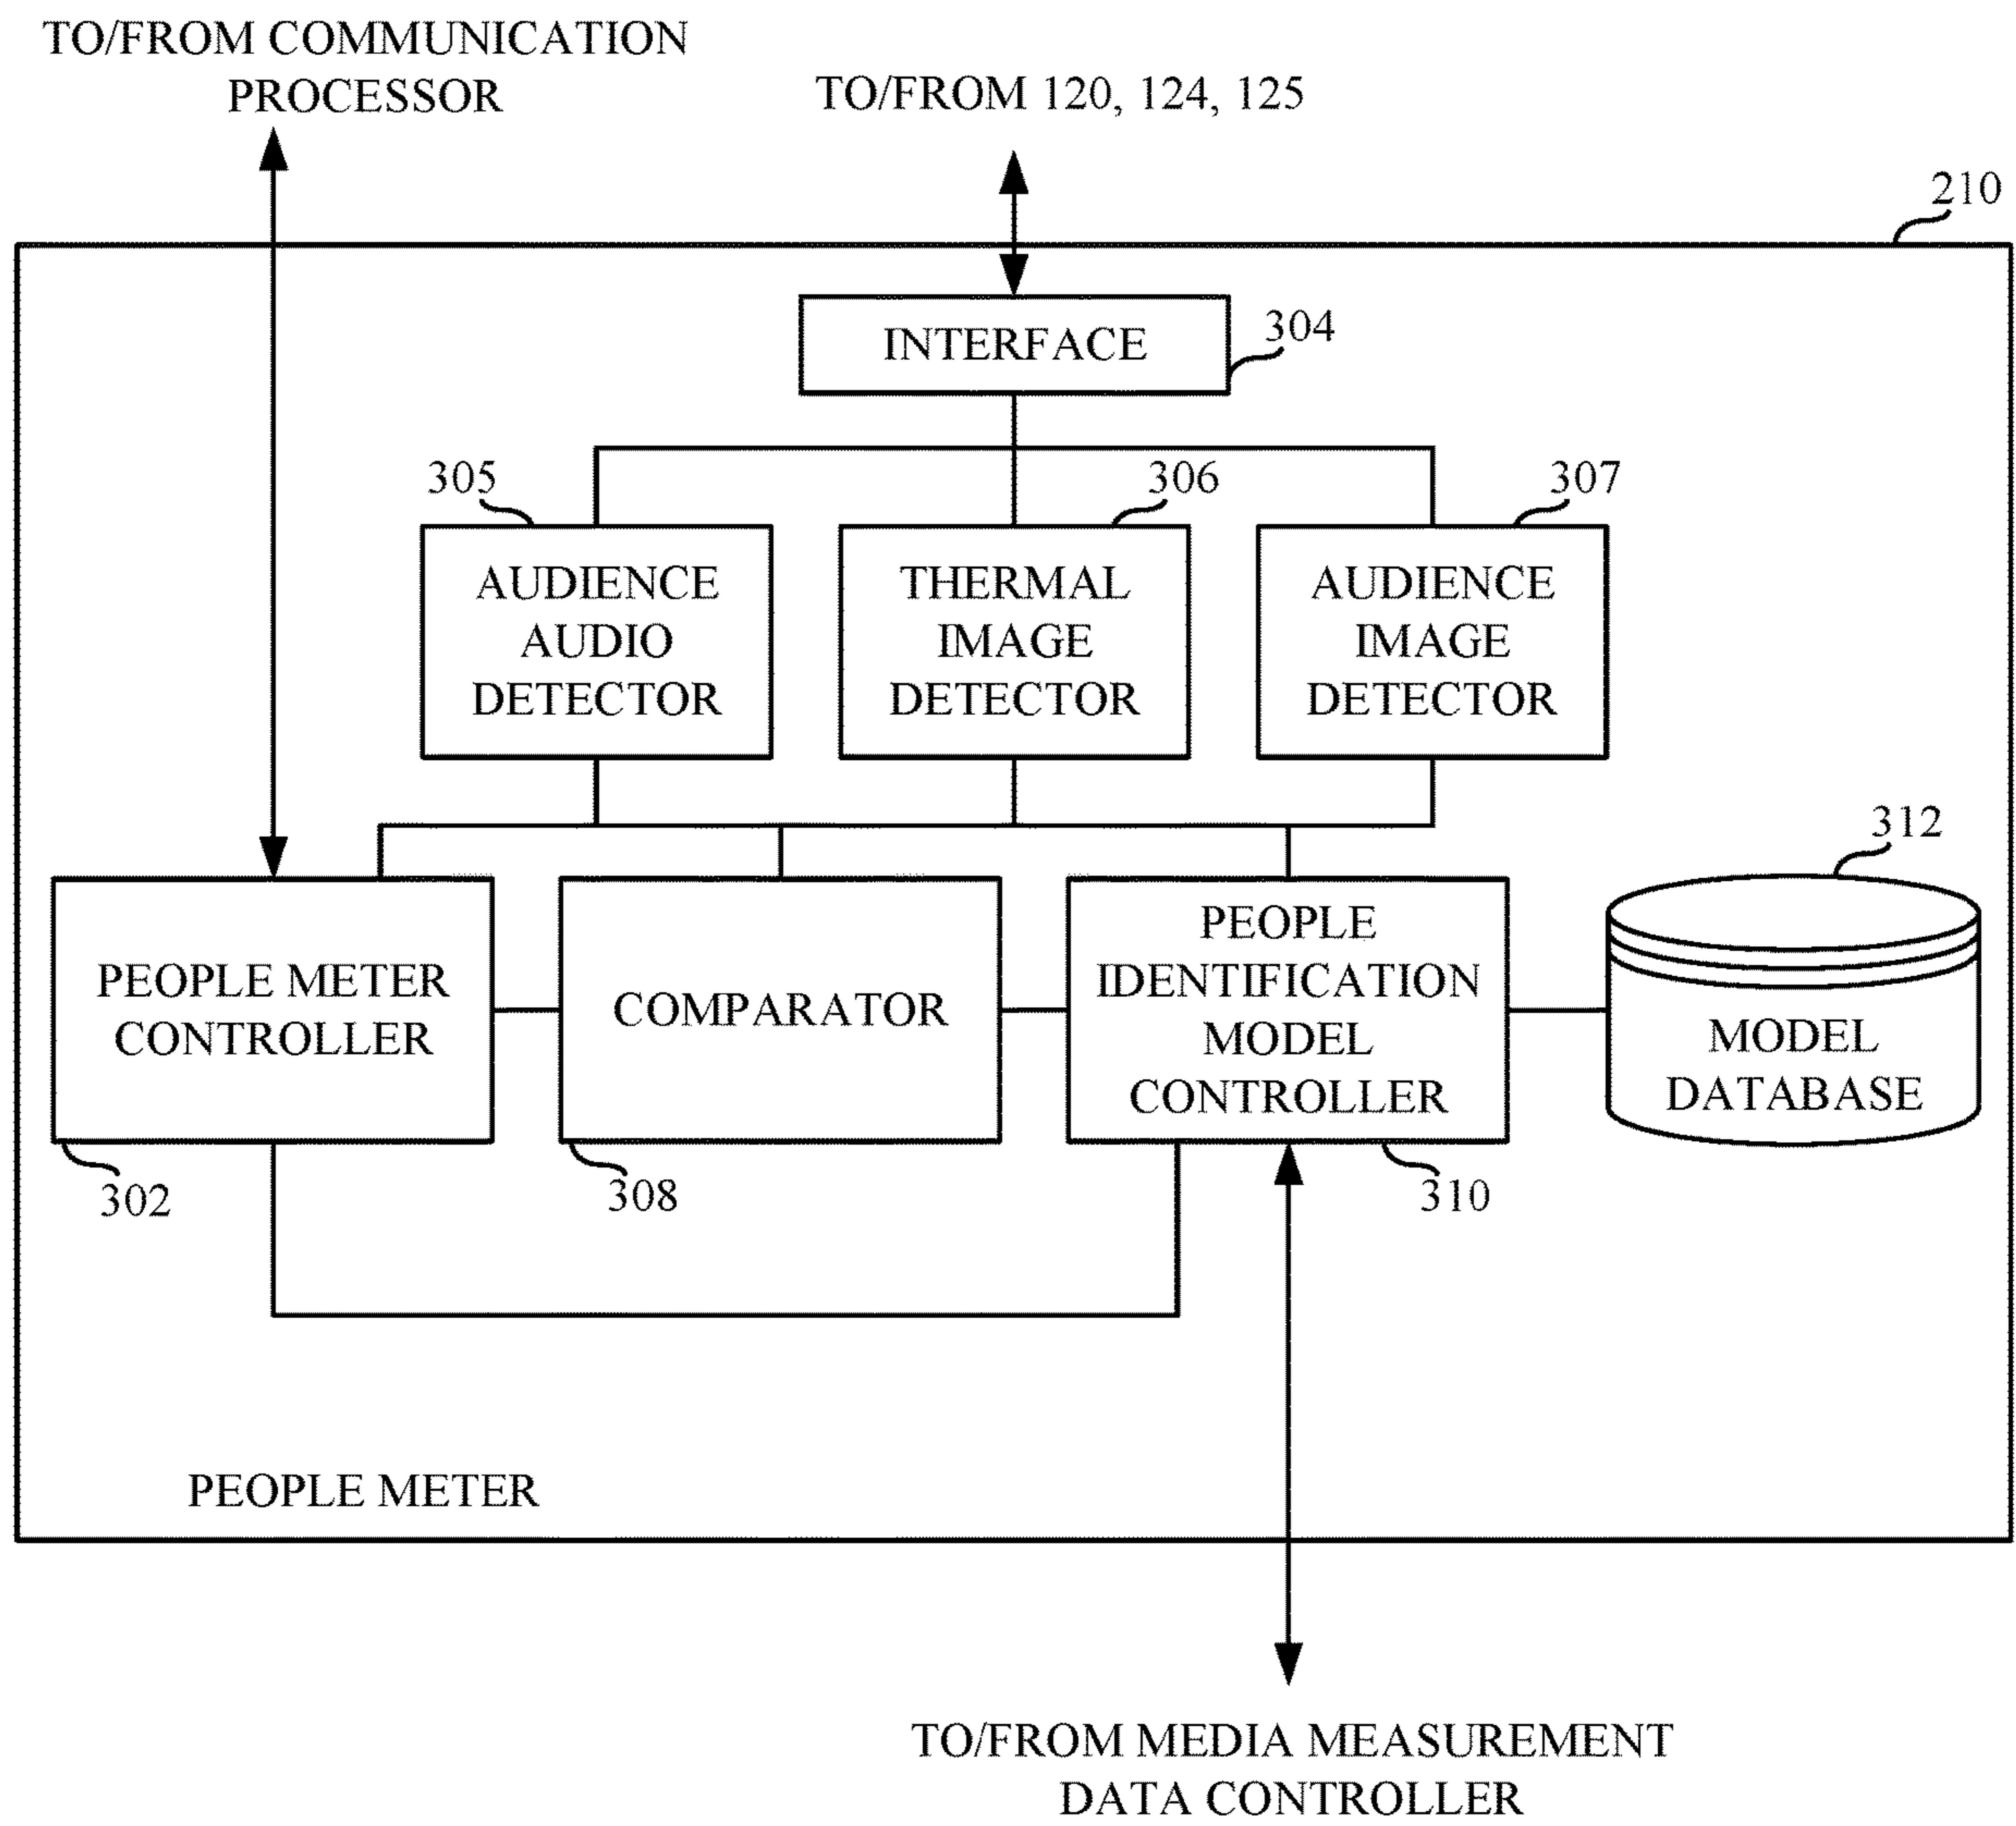 TO/FROM COMMUNICATION
PROCESSOR
TO/FROM 120, 124, 125
210
INTERFACE
304
305
306
307
AUDIENCE
AUDIO
DETECTOR
THERMAL
IMAGE
DETECTOR
AUDIENCE
IMAGE
DETECTOR
312
PEOPLE METER
CONTROLLER
COMPARATOR
PEOPLE
IDENTIFICATION
MODEL
CONTROLLER
MODEL
DATABASE
302
308
310
PEOPLE METER
TO/FROM MEDIA MEASUREMENT
DATA CONTROLLER